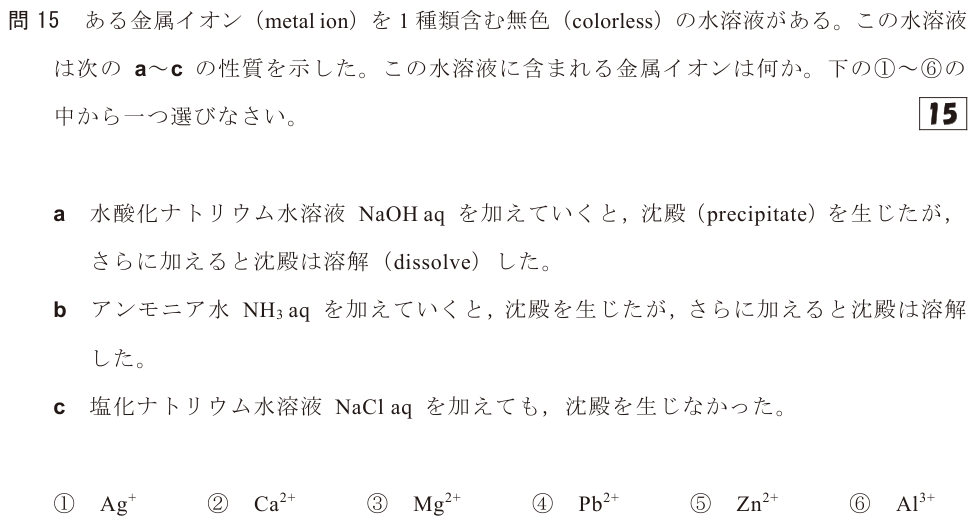 問15 ある金属イオン（metal ion）を1種類含む無色（colorless）の水溶液がある。この水溶液
は次の a〜c の性質を示した。この水溶液に含まれる金属イオンは何か。下の①〜⑥の
中から一つ選びなさい。 15
a 水酸化ナトリウム水溶液 NaOH aq を加えていくと，沈殿（precipitate）を生じたが，
さらに加えると沈殿は溶解（dissolve）した。
b アンモニア水 NH₃ aq を加えていくと，沈殿を生じたが，さらに加えると沈殿は溶解
した。
c 塩化ナトリウム水溶液 NaCl aq を加えても，沈殿を生じなかった。
① Ag⁺ ② Ca²⁺ ③ Mg²⁺ ④ Pb²⁺ ⑤ Zn²⁺ ⑥ Al³⁺